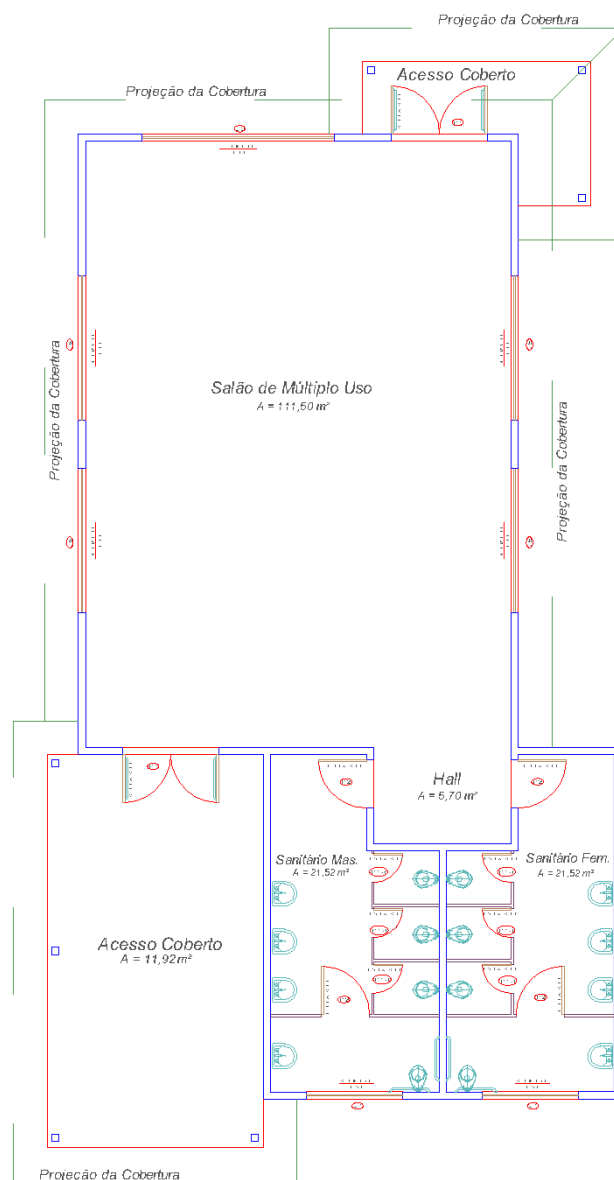 Projeção da Cobertura
Acesso Coberto
Projeção da Cobertura
Projeção da Cobertura
Salão de Múltiplo Uso
A = 111,60 m²
Projeção da Cobertura
Hall
A = 5,70 m²
Sanitário Mas.
A = 21,52 m²
Sanitário Fem.
A = 21,52 m²
Acesso Coberto
A = 11,92 m²
Projeção da Cobertura